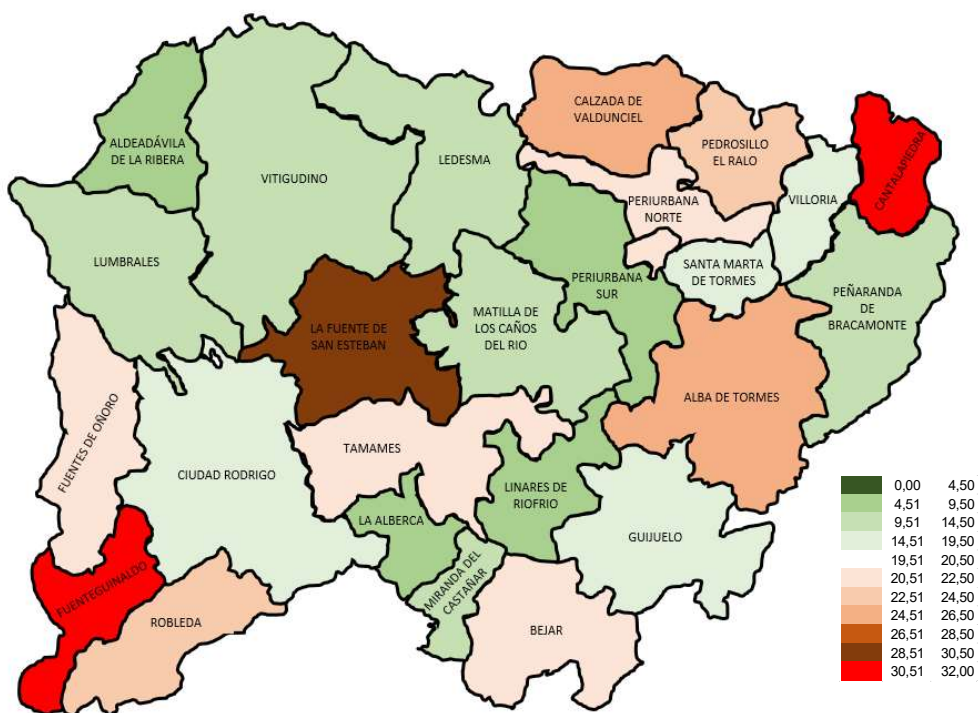 CALZADA DE
VALDUNCIEL
ALDEADÁVILA
DE LA RIBERA
LEDESMA
PEDROSILLO
EL RALO
CANTALAPIEDRA
VITIGUDINO
PERIURBANA
NORTE
VILLORIA
LUMBRALES
SANTA MARTA
DE TORMES
PERIURBANA
SUR
PEÑARANDA
DE
BRACAMONTE
LA FUENTE DE
SAN ESTEBAN
MATILLA DE
LOS CAÑOS
DEL RIO
ALBA DE TORMES
FUENTES DE OÑORO
TAMAMES
CIUDAD RODRIGO
LINARES DE
RIOFRIO
LA ALBERCA
GUIJUELO
MIRANDA DEL
CASTAÑAR
FUENTEGUINALDO
ROBLEDA
BEJAR
0,00 4,50
4,51 9,50
9,51 14,50
14,51 19,50
19,51 20,50
20,51 22,50
22,51 24,50
24,51 26,50
26,51 28,50
28,51 30,50
30,51 32,00